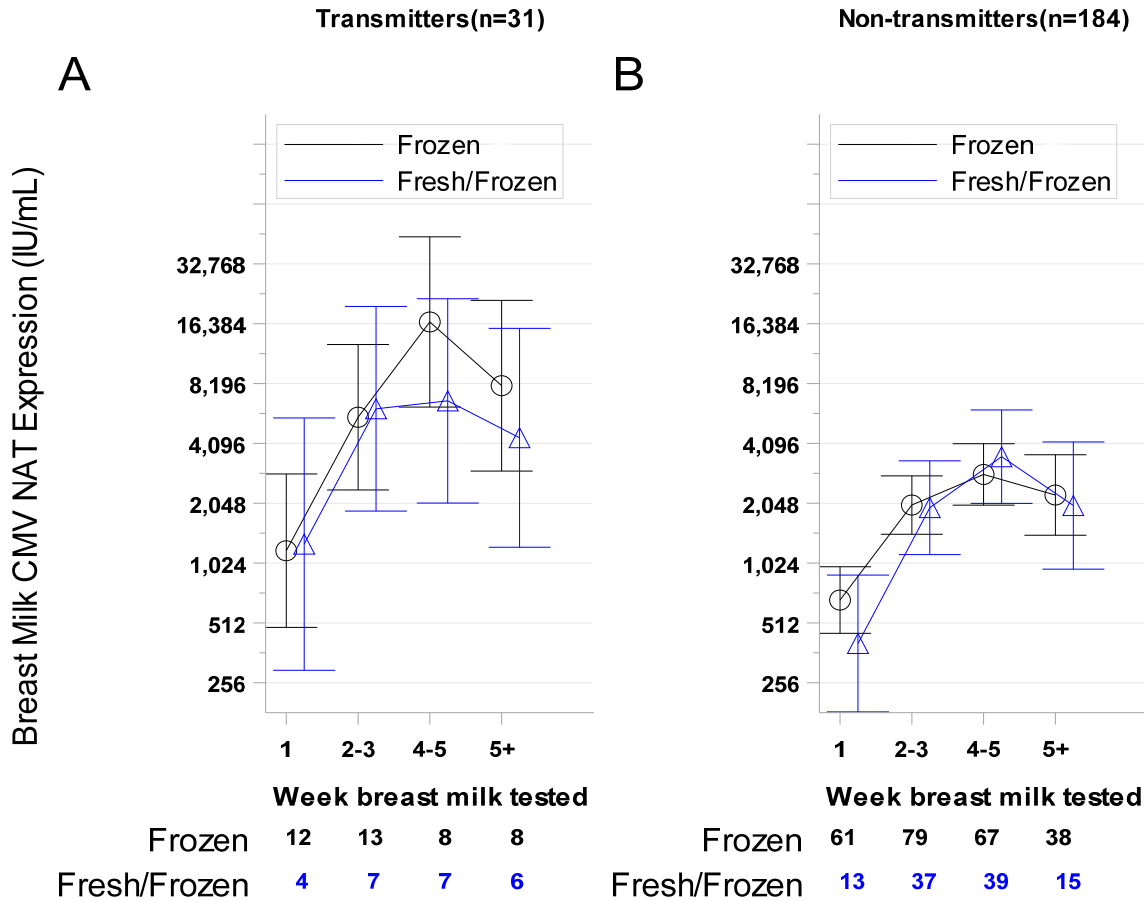 Transmitters(n=31)
Non-transmitters(n=184)
A
B
Breast Milk CMV NAT Expression (IU/mL)
Frozen
Fresh/Frozen
32,768
16,384
8,196
4,096
2,048
1,024
512
256
1 2-3 4-5 5+
Week breast milk tested
Frozen 12 13 8 8
Fresh/Frozen 4 7 7 6
Frozen
Fresh/Frozen
32,768
16,384
8,196
4,096
2,048
1,024
512
256
1 2-3 4-5 5+
Week breast milk tested
Frozen 61 79 67 38
Fresh/Frozen 13 37 39 15